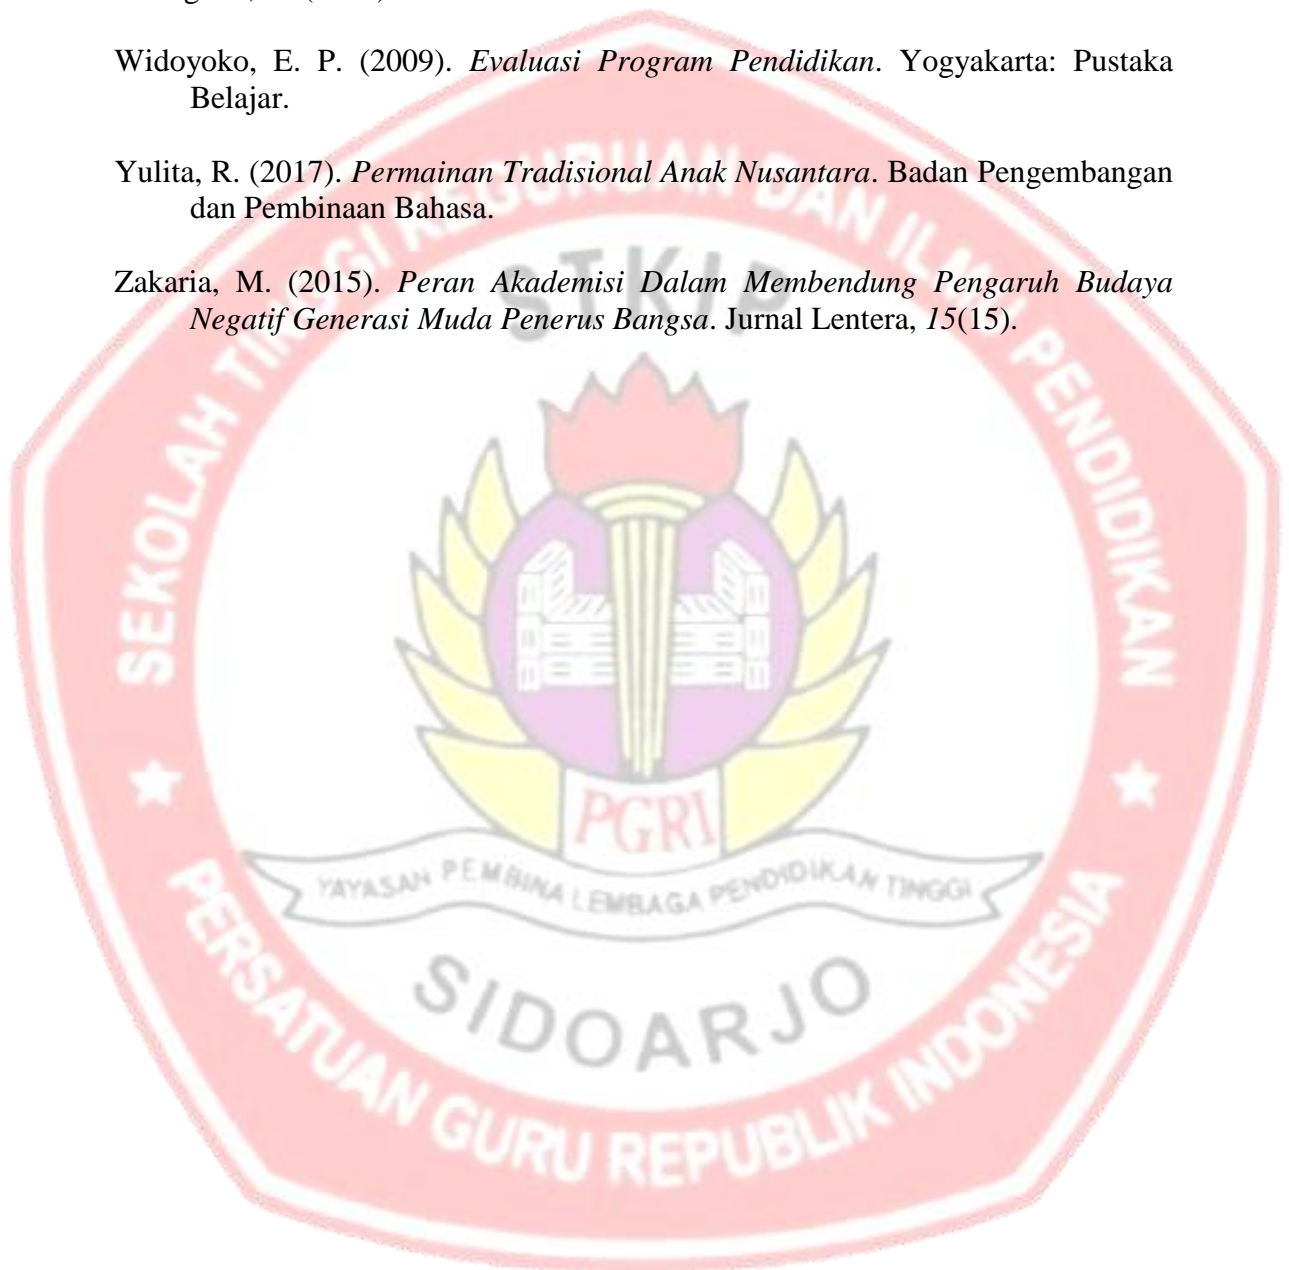 Widoyoko, E. P. (2009). Evaluasi Program Pendidikan. Yogyakarta: Pustaka
Belajar.
Yulita, R. (2017). Permainan Tradisional Anak Nusantara. Badan Pengembangan
dan Pembinaan Bahasa.
Zakaria, M. (2015). Peran Akademisi Dalam Membendung Pengaruh Budaya
Negatif Generasi Muda Penerus Bangsa. Jurnal Lentera, 15(15).
SEKOLAH TINGGI KEGURUAN DAN ILMU PENDIDIKAN
STKIP
PGRI
YAYASAN PEMBINA LEMBAGA PENDIDIKAN TINGGI
SIDOARJO
PERSATUAN GURU REPUBLIK INDONESIA